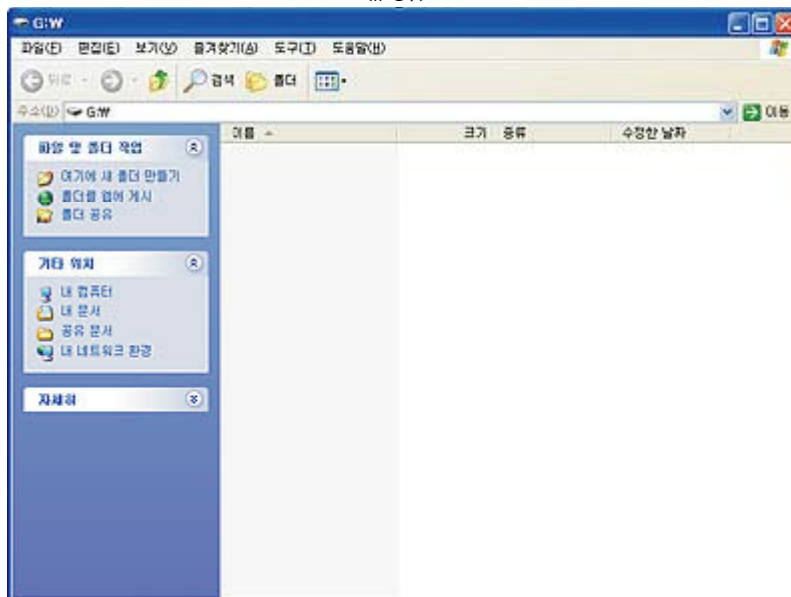 G:₩
파일(F) 편집(E) 보기(V) 즐겨찾기(A) 도구(T) 도움말(H)
뒤로 검색 폴더
주소(D) G:₩ 이동
이름 크기 종류 수정한 날짜
파일 및 폴더 작업
여기에 새 폴더 만들기
폴더를 웹에 게시
폴더 공유
기타 위치
내 컴퓨터
내 문서
공유 문서
내 네트워크 환경
자세히